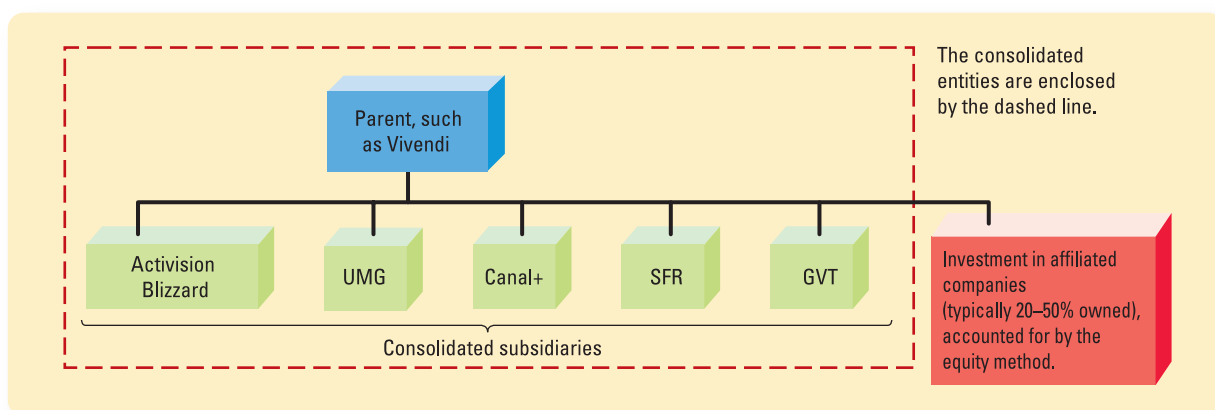 The consolidated
entities are enclosed
by the dashed line.
Parent, such
as Vivendi
Activision
Blizzard
UMG
Canal+
SFR
GVT
Investment in affiliated
companies
(typically 20–50% owned),
accounted for by the
equity method.
Consolidated subsidiaries